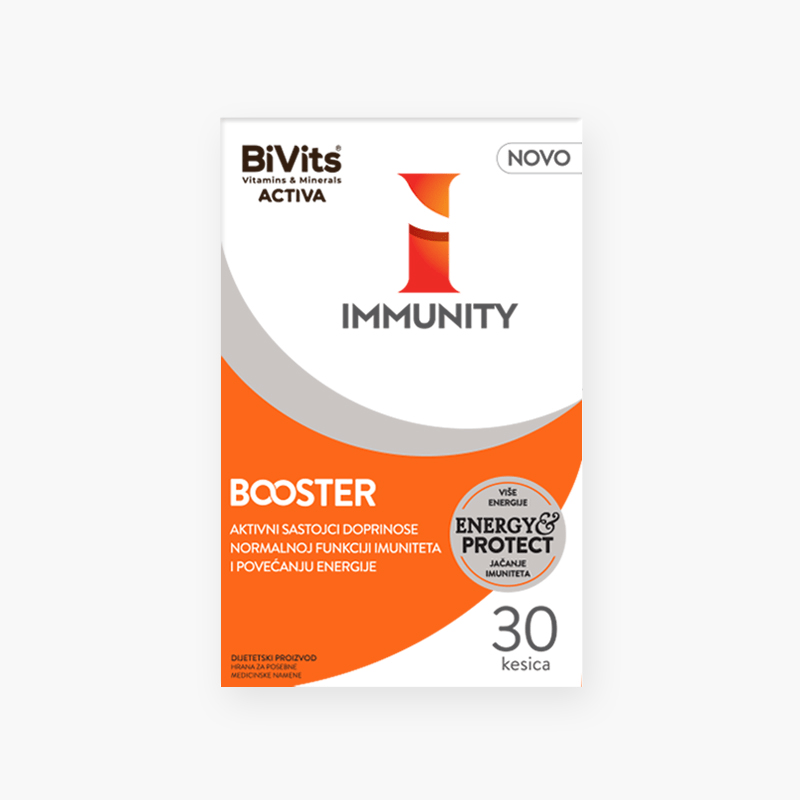 BiVits®
Vitamins & Minerals
ACTIVA
NOVO
IMMUNITY
BOOSTER
AKTIVNI SASTOJCI DOPRINOSE
NORMALNOJ FUNKCIJI IMUNITETA
I POVEĆANJU ENERGIJE
VIŠE
ENERGIJE
ENERGY&
PROTECT
JAČANJE
IMUNITETA
30
kesica
DIJETETSKI PROIZVOD
HRANA ZA POSEBNE
MEDICINSKE NAMENE